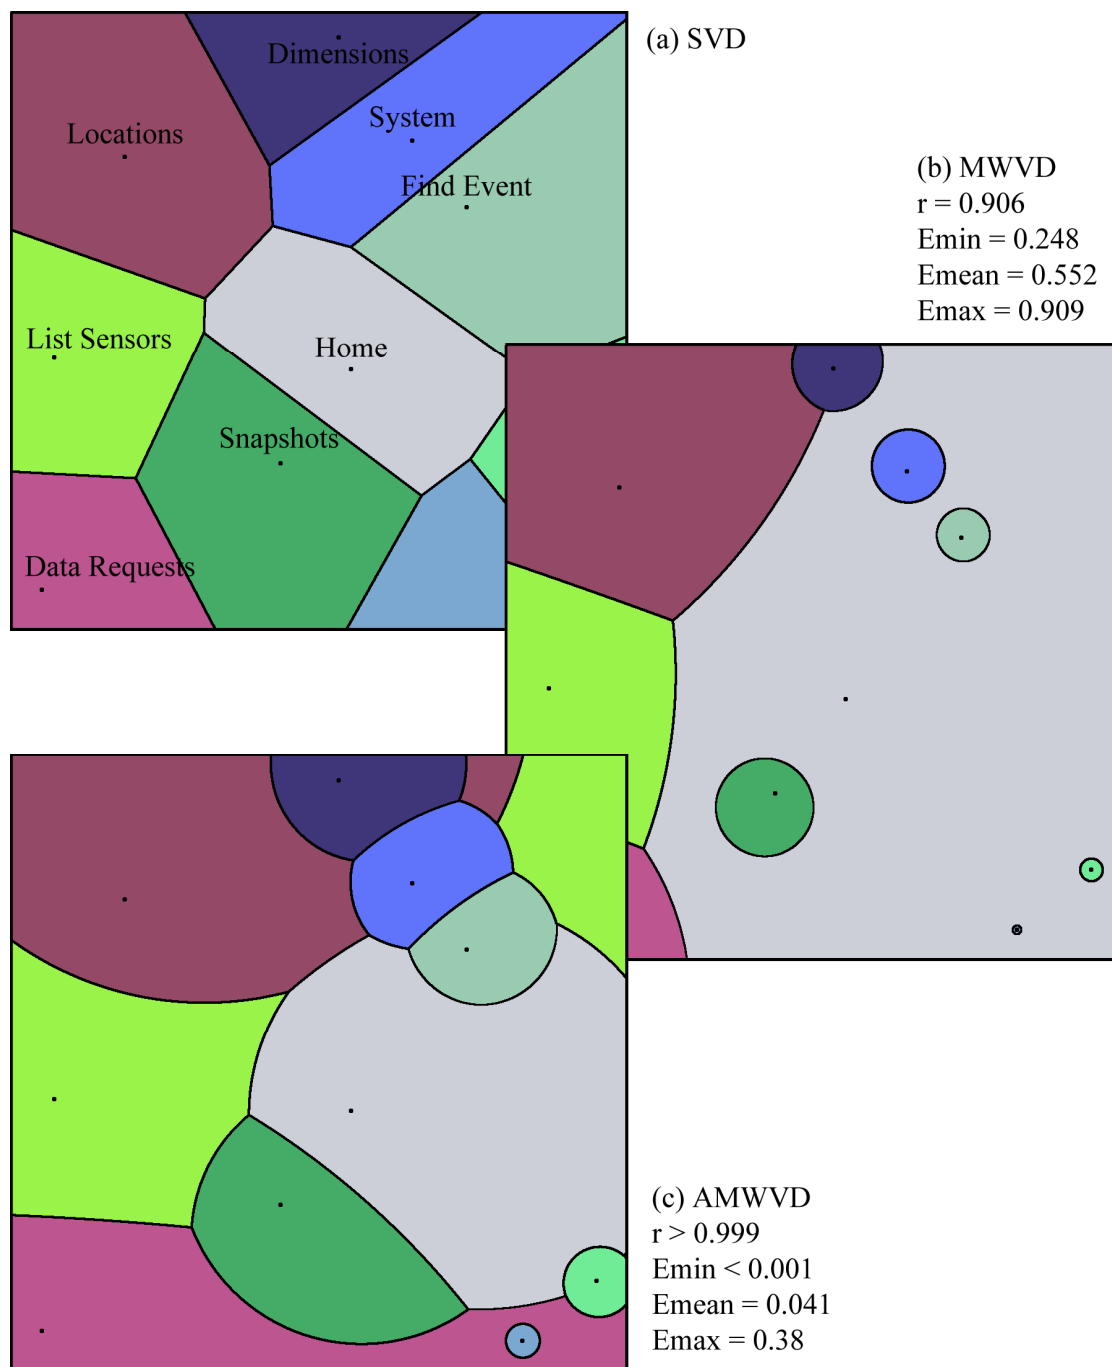 (a) SVD
Dimensions
System
Locations
Find Event
List Sensors
Home
Snapshots
Data Requests
(b) MWVD
r = 0.906
Emin = 0.248
Emean = 0.552
Emax = 0.909
(c) AMWVD
r > 0.999
Emin < 0.001
Emean = 0.041
Emax = 0.38